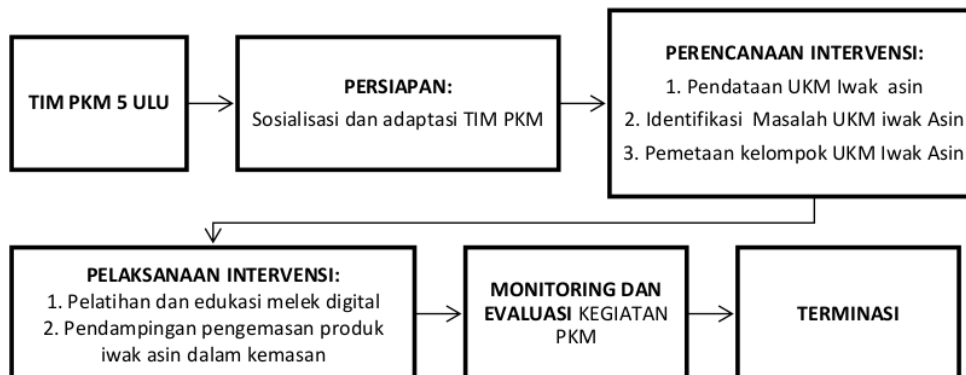 TIM PKM 5 ULU
PERSIAPAN:
Sosialisasi dan adaptasi TIM PKM
PERENCANAAN INTERVENSI:
1. Pendataan UKM Iwak asin
2. Identifikasi Masalah UKM iwak Asin
3. Pemetaan kelompok UKM Iwak Asin
PELAKSANAAN INTERVENSI:
1. Pelatihan dan edukasi melek digital
2. Pendampingan pengemasan produk
iwak asin dalam kemasan
MONITORING DAN
EVALUASI KEGIATAN
PKM
TERMINASI